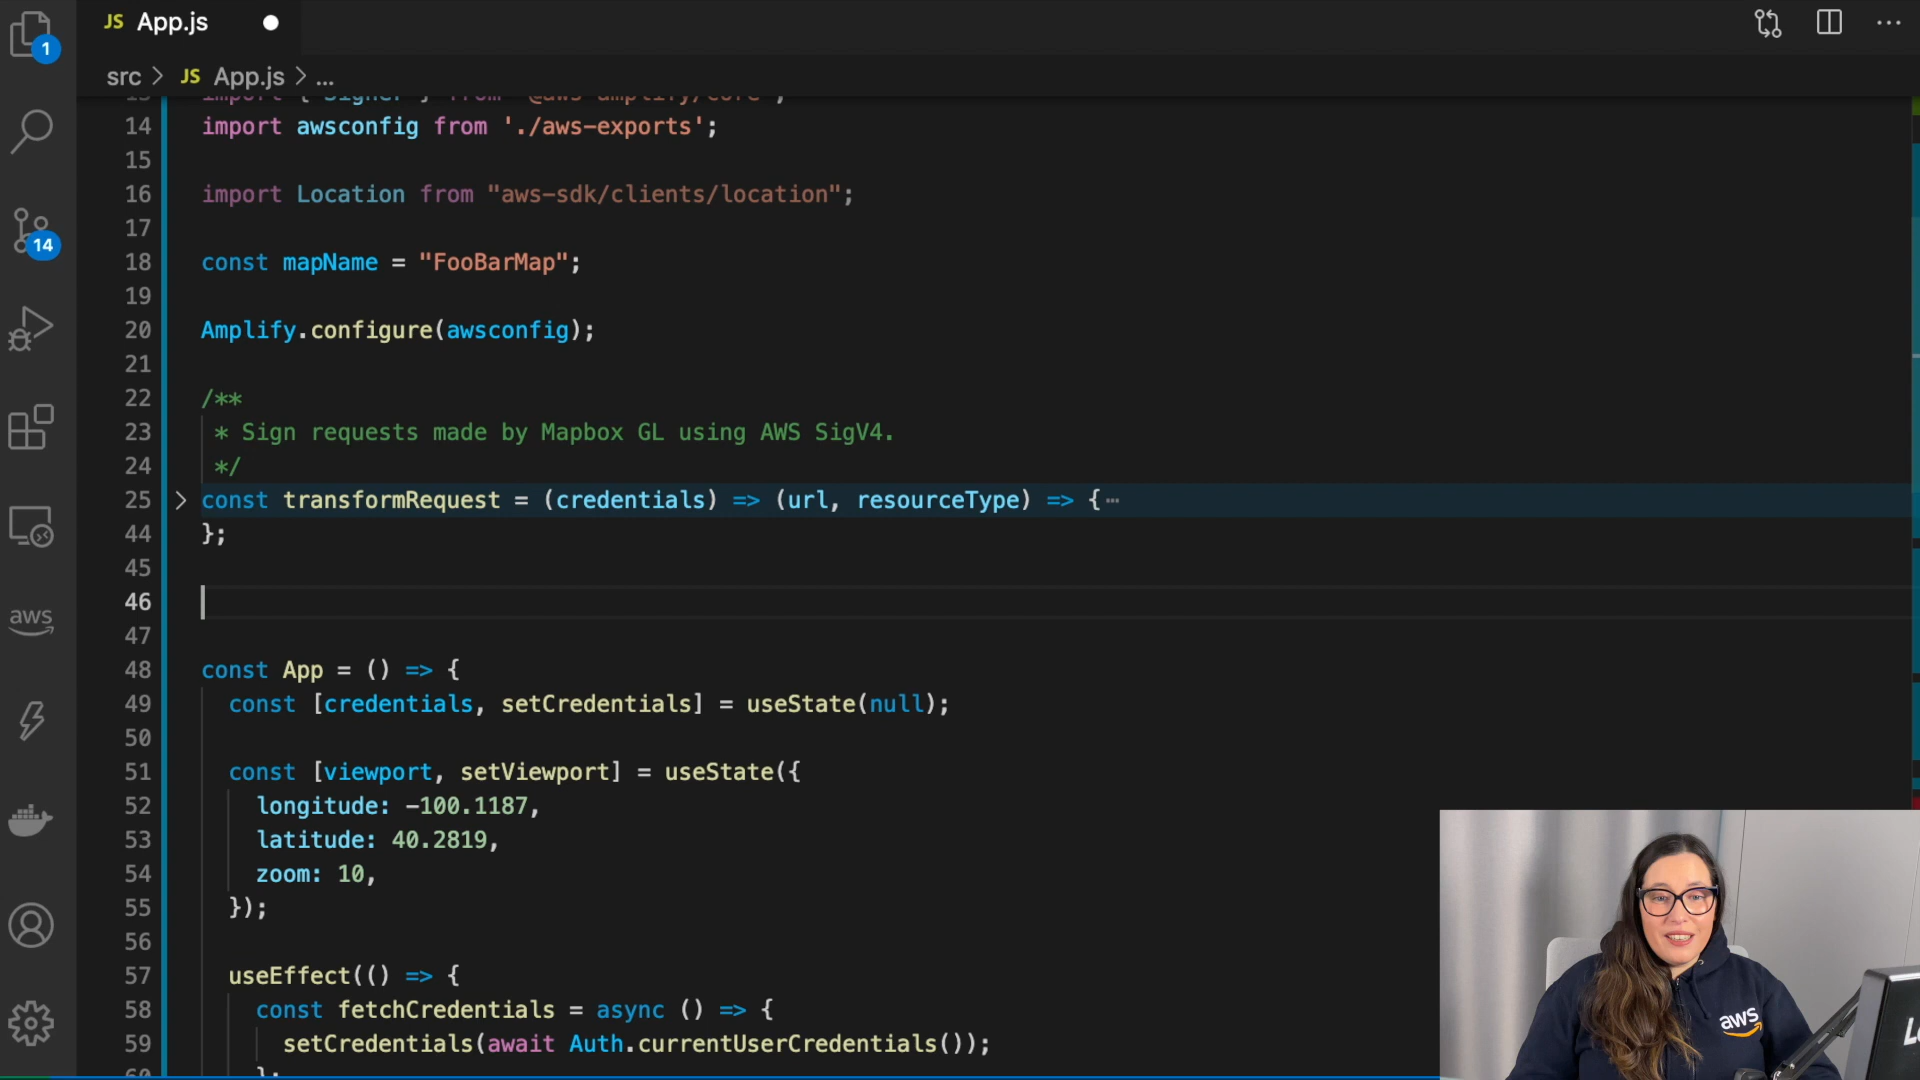 JS App.js
1
src > JS App.js > ...
14 import awsconfig from './aws-exports';
15
16 import Location from "aws-sdk/clients/location";
17
18 const mapName = "FooBarMap";
19
20 Amplify.configure(awsconfig);
21
22 /**
23 * Sign requests made by Mapbox GL using AWS SigV4.
24 */
25 const transformRequest = (credentials) => (url, resourceType) => {…
44 };
45
46
47
48 const App = () => {
49 const [credentials, setCredentials] = useState(null);
50
51 const [viewport, setViewport] = useState({
52 longitude: -100.1187,
53 latitude: 40.2819,
54 zoom: 10,
55 });
56
57 useEffect(() => {
58 const fetchCredentials = async () => {
59 setCredentials(await Auth.currentUserCredentials());
14
aws
aws